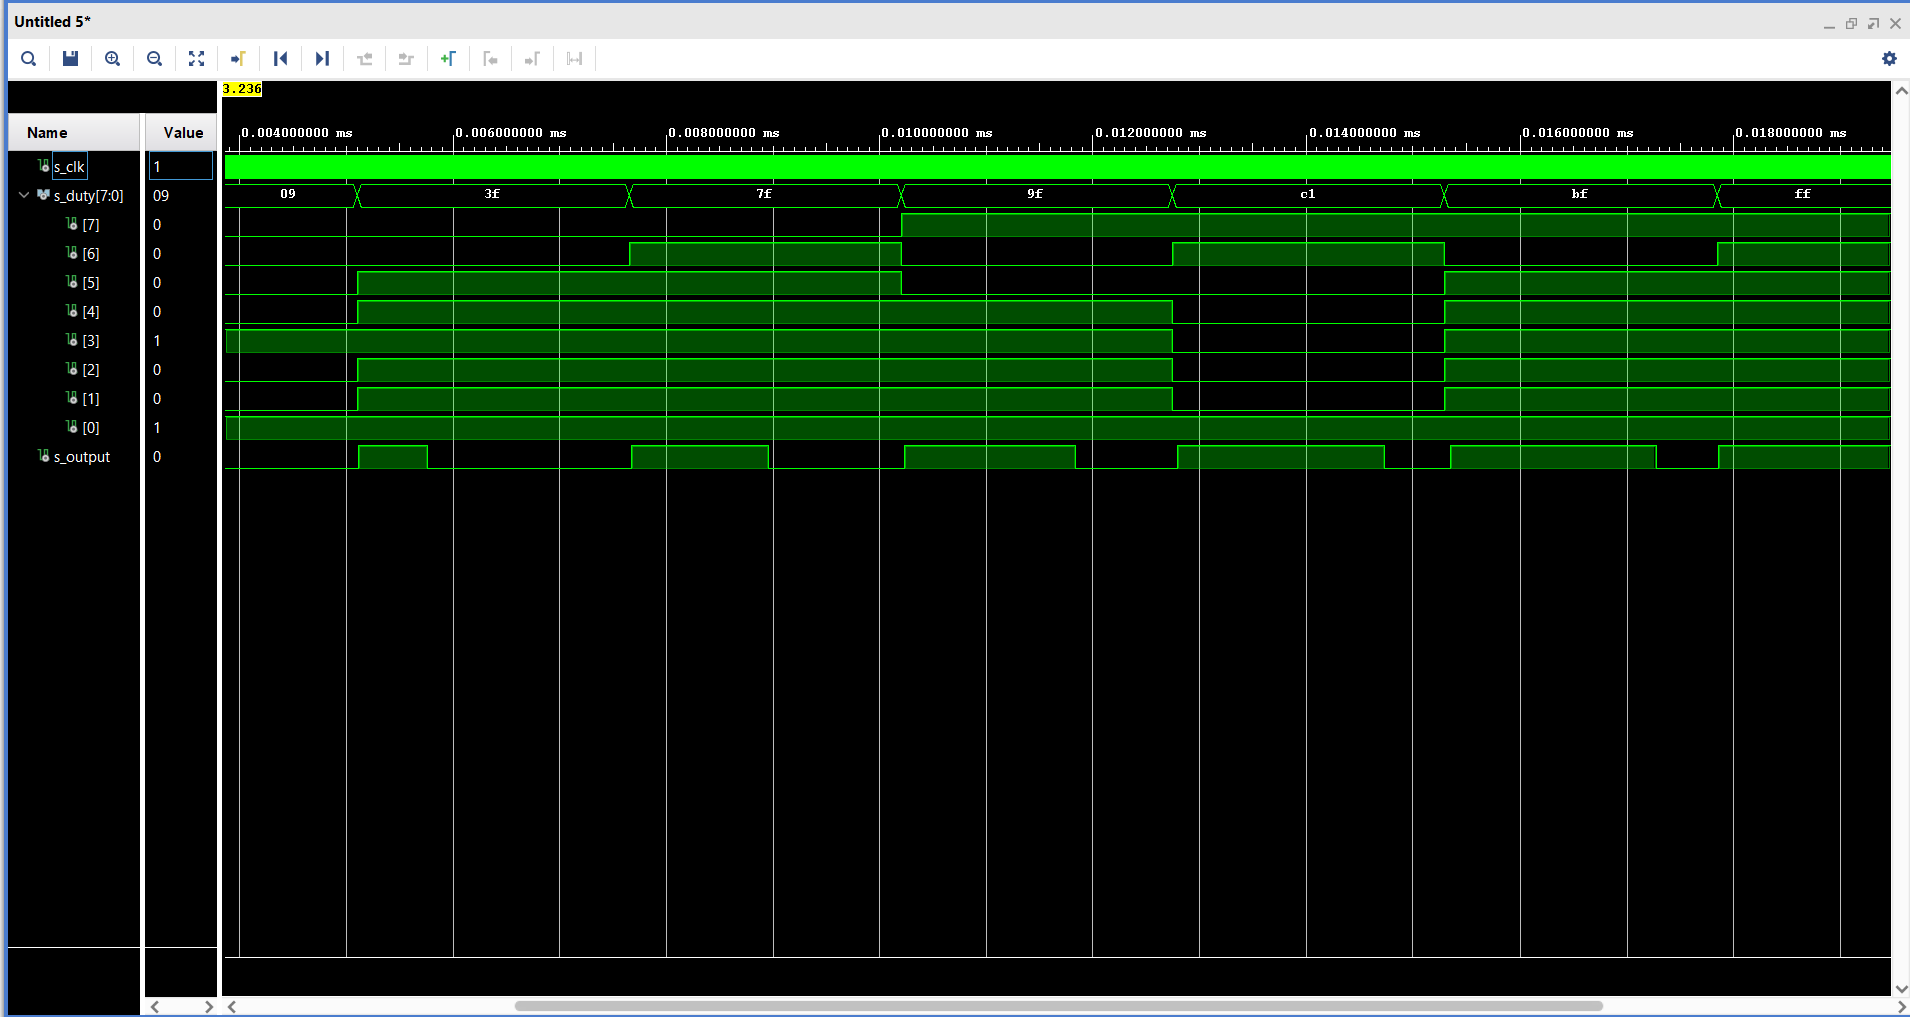 Untitled 5*
3.236
Name Value
0.004000000 ms 0.006000000 ms 0.008000000 ms 0.010000000 ms 0.012000000 ms 0.014000000 ms 0.016000000 ms 0.018000000 ms
s_clk 1
s_duty[7:0] 09 09 3f 7f 9f c1 bf ff
[7] 0
[6] 0
[5] 0
[4] 0
[3] 1
[2] 0
[1] 0
[0] 1
s_output 0